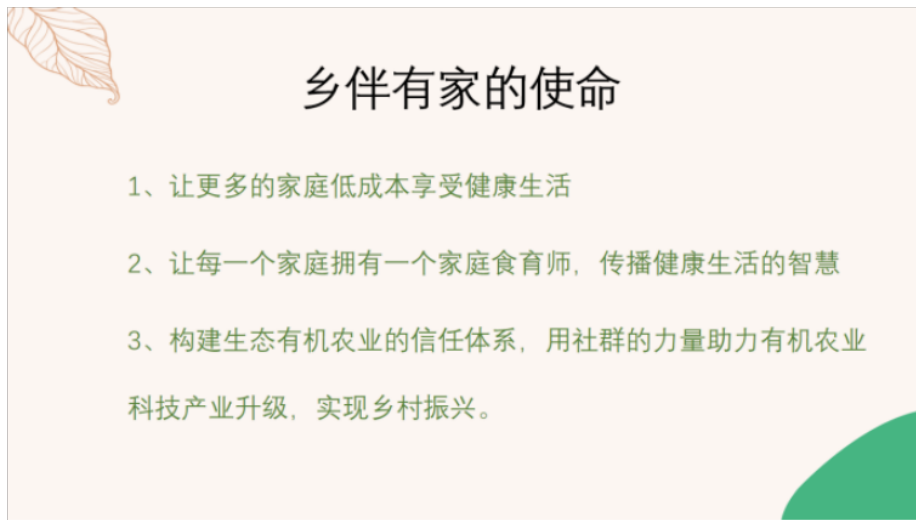 乡伴有家的使命
1、让更多的家庭低成本享受健康生活
2、让每一个家庭拥有一个家庭食育师，传播健康生活的智慧
3、构建生态有机农业的信任体系，用社群的力量助力有机农业
科技产业升级，实现乡村振兴。